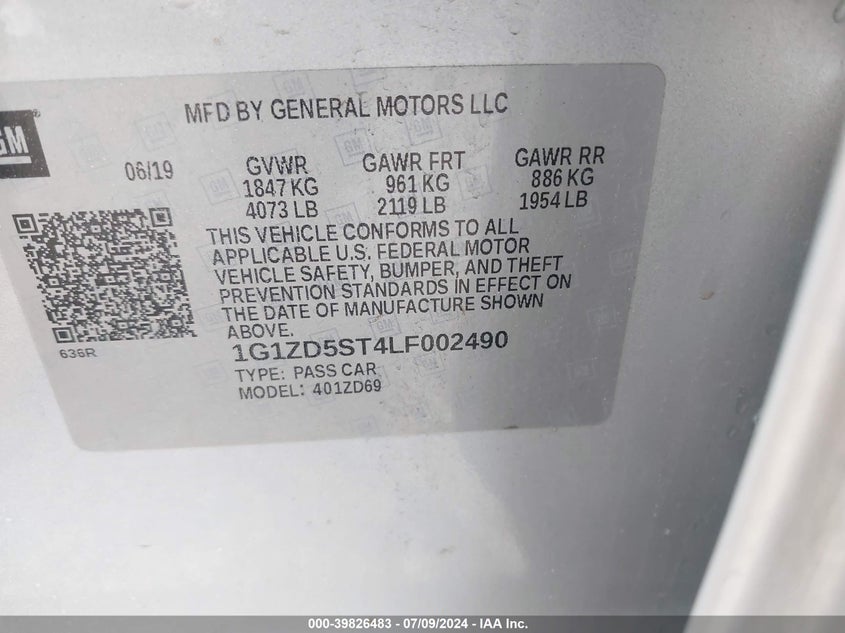 MFD BY GENERAL MOTORS LLC
GM
06/19
GVWR GAWR FRT GAWR RR
1847 KG 961 KG 886 KG
4073 LB 2119 LB 1954 LB
THIS VEHICLE CONFORMS TO ALL
APPLICABLE U.S. FEDERAL MOTOR
VEHICLE SAFETY, BUMPER, AND THEFT
PREVENTION STANDARDS IN EFFECT ON
THE DATE OF MANUFACTURE SHOWN
ABOVE.
636R
1G1ZD5ST4LF002490
TYPE: PASS CAR
MODEL: 401ZD69
000-39826483 - 07/09/2024 - IAA Inc.